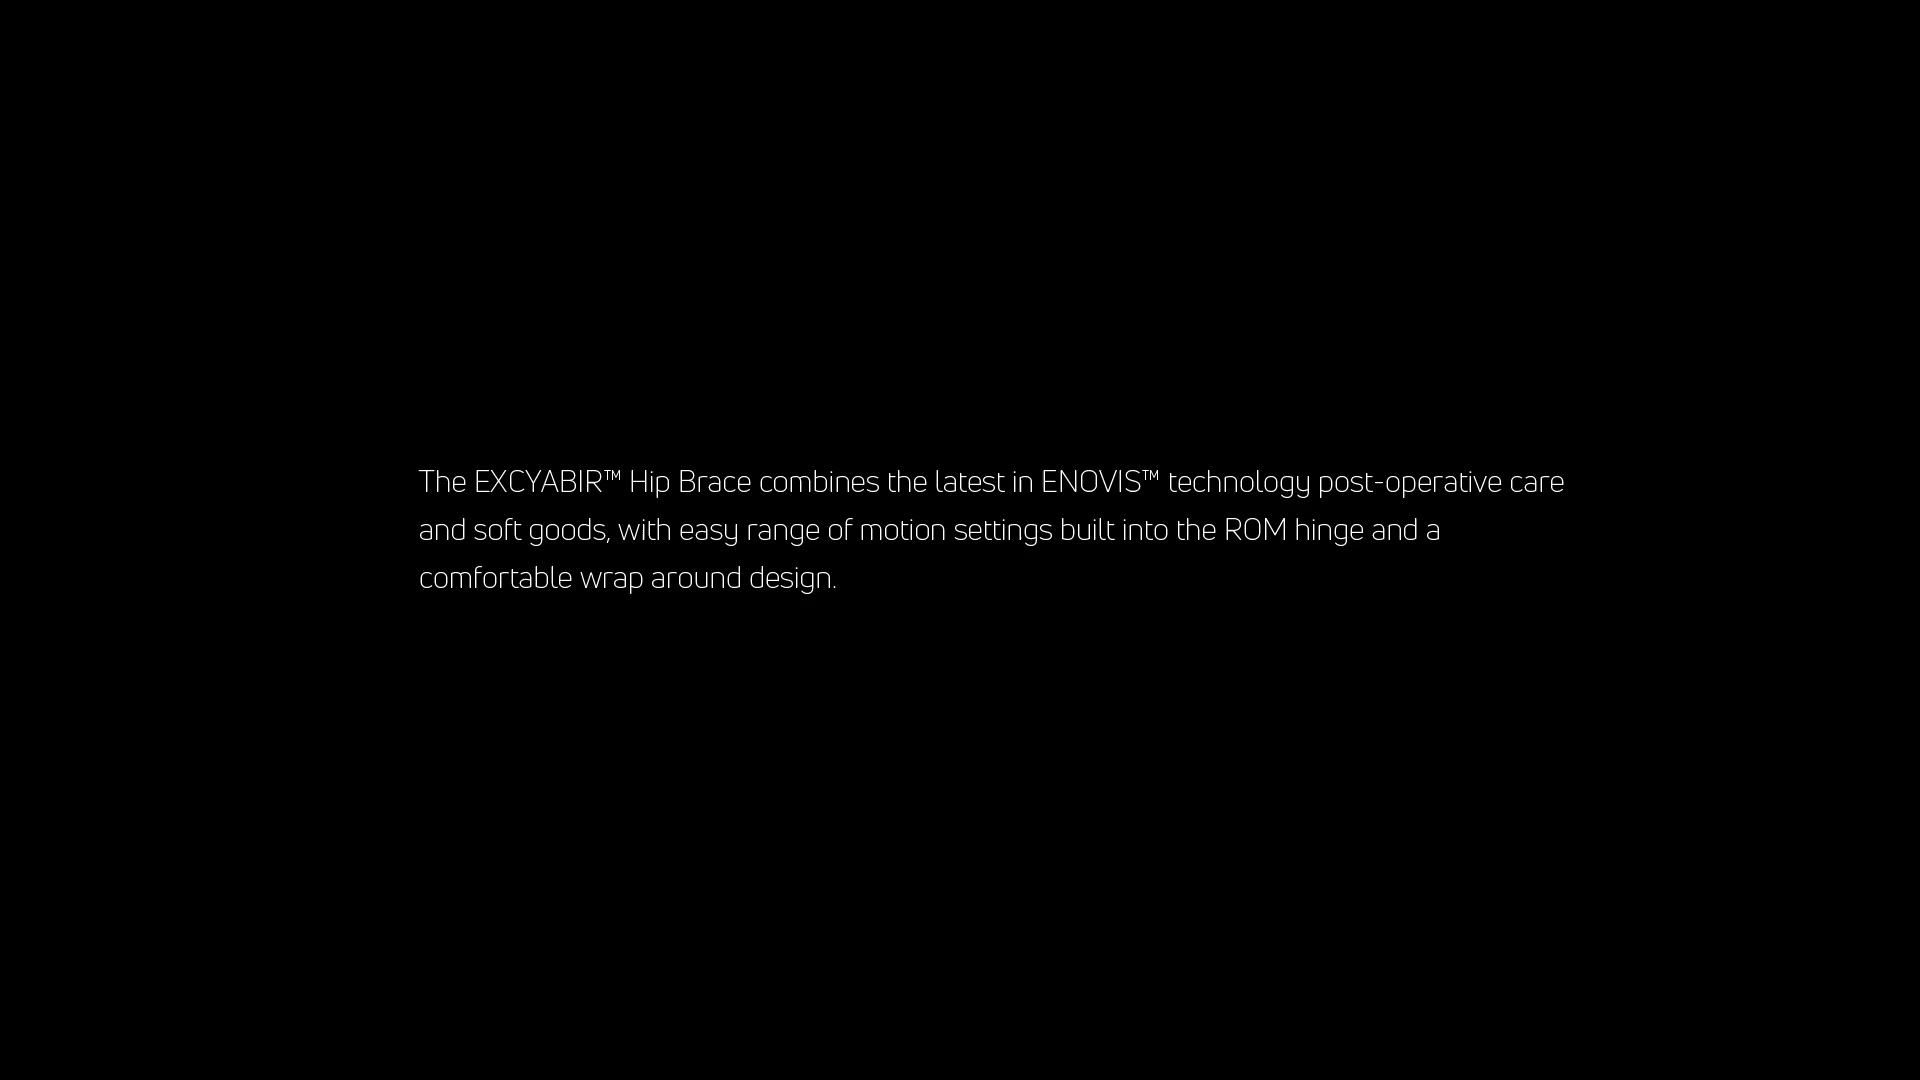 The EXCYABIR™ Hip Brace combines the latest in ENOVIS™ technology post-operative care
and soft goods, with easy range of motion settings built into the ROM hinge and a
comfortable wrap around design.